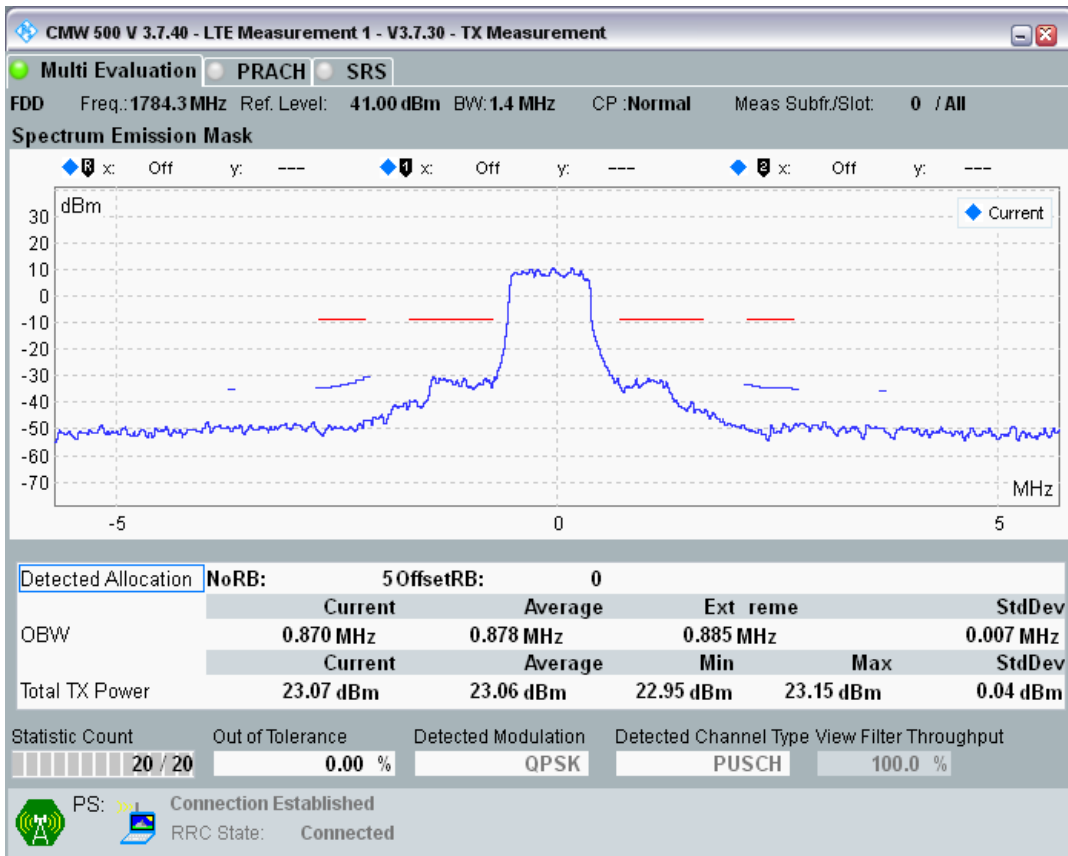 CMW 500 V 3.7.40 - LTE Measurement 1 - V3.7.30 - TX Measurement
Multi Evaluation PRACH SRS
FDD Freq.: 1784.3 MHz Ref. Level: 41.00 dBm BW: 1.4 MHz CP : Normal Meas Subfr./Slot: 0 / All
Spectrum Emission Mask
R x: Off y: --- 1 x: Off y: --- 2 x: Off y: ---
dBm
Current
30
20
10
0
-10
-20
-30
-40
-50
-60
-70
MHz
-5 0 5
Detected Allocation NoRB: 5 OffsetRB: 0
Current Average Ext reme StdDev
OBW 0.870 MHz 0.878 MHz 0.885 MHz 0.007 MHz
Current Average Min Max StdDev
Total TX Power 23.07 dBm 23.06 dBm 22.95 dBm 23.15 dBm 0.04 dBm
Statistic Count Out of Tolerance Detected Modulation Detected Channel Type View Filter Throughput
20 / 20 0.00 % QPSK PUSCH 100.0 %
PS: Connection Established
RRC State: Connected